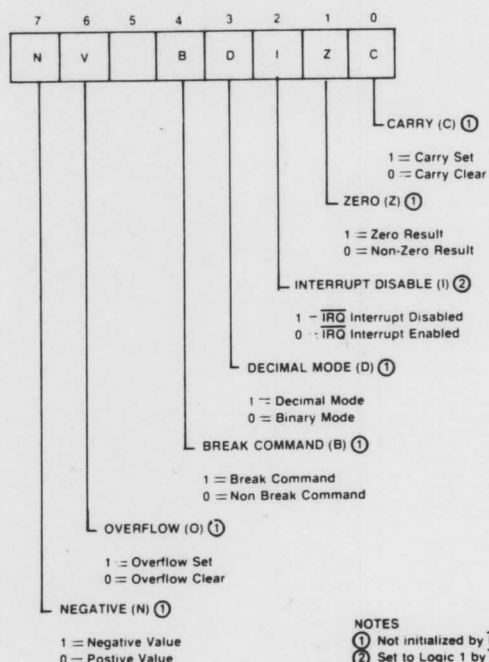 7 6 5 4 3 2 1 0
N V B D I Z C
CARRY (C) ①
1 = Carry Set
0 = Carry Clear
ZERO (Z) ①
1 = Zero Result
0 = Non-Zero Result
INTERRUPT DISABLE (I) ②
1 = IRQ Interrupt Disabled
0 = IRQ Interrupt Enabled
DECIMAL MODE (D) ①
1 = Decimal Mode
0 = Binary Mode
BREAK COMMAND (B) ①
1 = Break Command
0 = Non Break Command
OVERFLOW (O) ①
1 = Overflow Set
0 = Overflow Clear
NEGATIVE (N) ①
1 = Negative Value
0 = Postive Value
NOTES
① Not initialized by
② Set to Logic 1 by